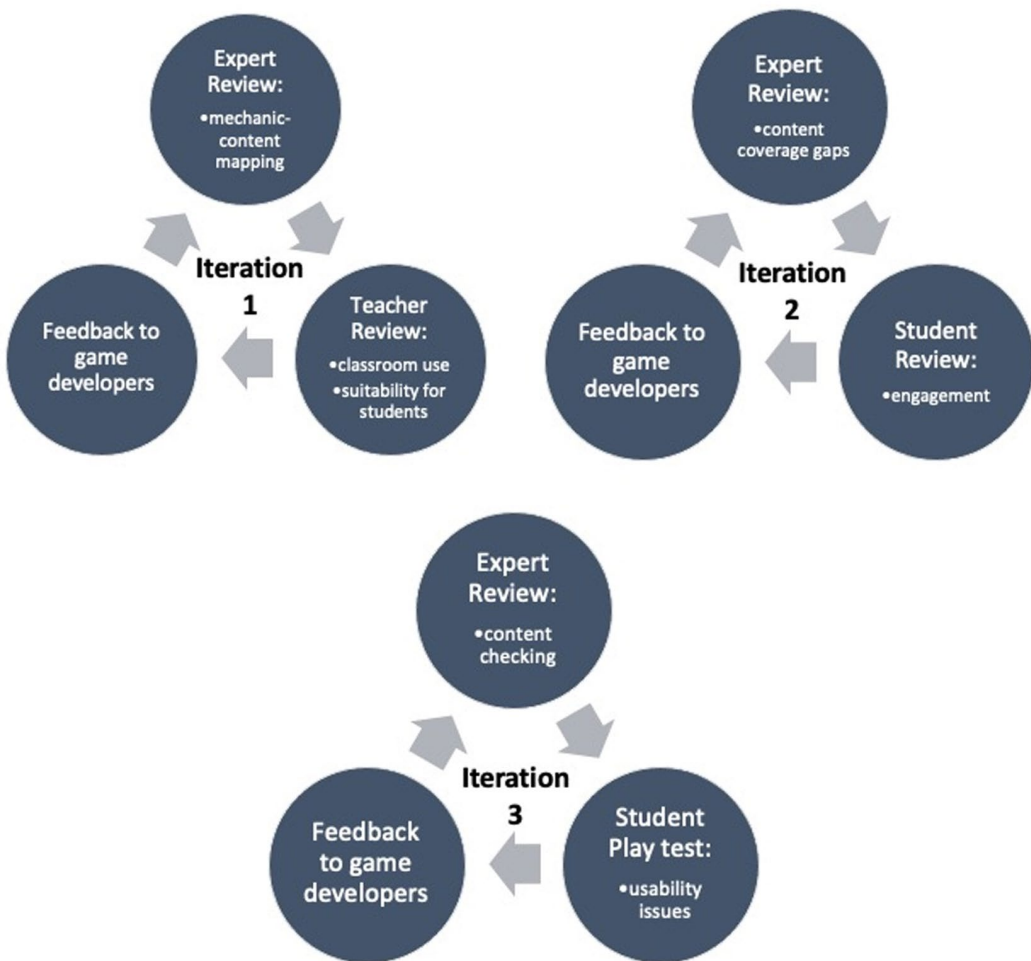 Expert
Review:
•mechanic-
content
mapping
Iteration
1
Feedback to
game
developers
Teacher
Review:
•classroom use
•suitability for
students
Expert
Review:
•content
coverage gaps
Iteration
2
Feedback to
game
developers
Student
Review:
•engagement
Expert
Review:
•content
checking
Iteration
3
Feedback
to game
developers
Student
Play test:
•usability
issues